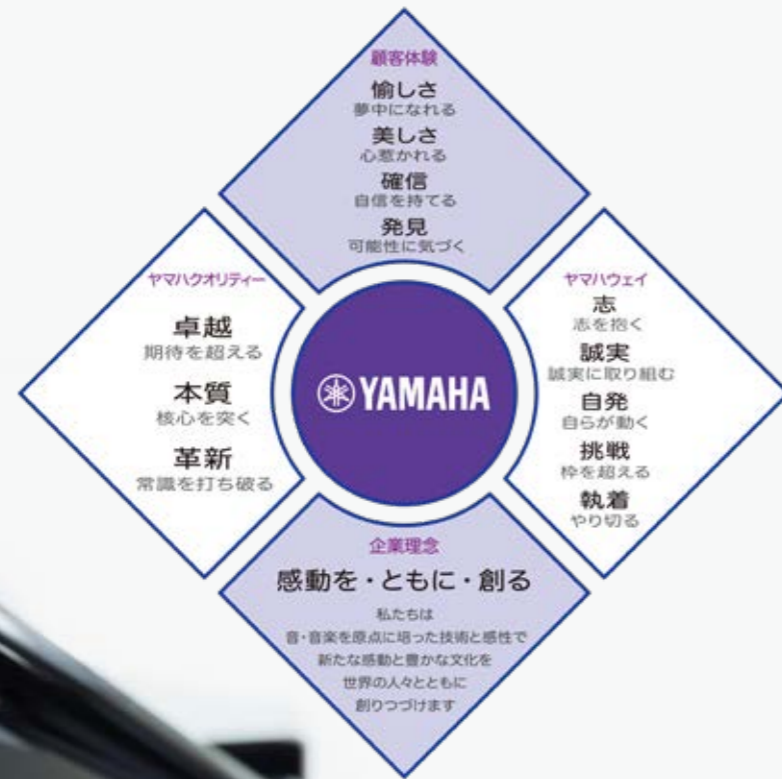 顧客体験
愉しさ
夢中になれる
美しさ
心惹かれる
確信
自信を持てる
発見
可能性に気づく
ヤマハクオリティー
卓越
期待を超える
本質
核心を突く
革新
常識を打ち破る
YAMAHA
ヤマハウェイ
志
志を抱く
誠実
誠実に取り組む
自発
自らが動く
挑戦
枠を超える
執着
やり切る
企業理念
感動を・ともに・創る
私たちは
音・音楽を原点に培った技術と感性で
新たな感動と豊かな文化を
世界の人々とともに
創りつづけます